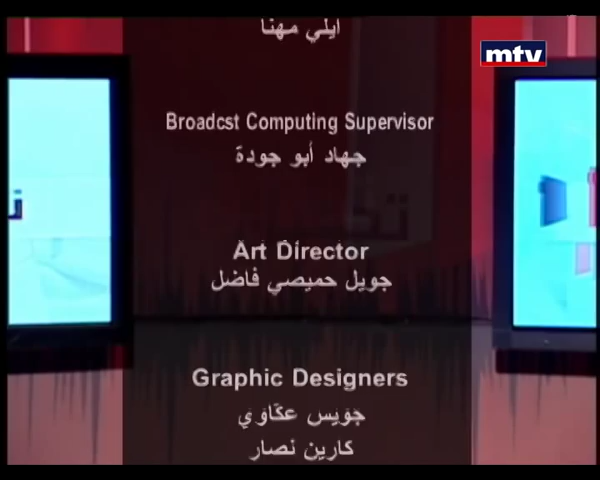 ايلي مهنا
mtv
Broadcst Computing Supervisor
جهاد أبو جودة
Art Director
جويل حميصي فاضل
Graphic Designers
جويس عكاوي
كارين نصار